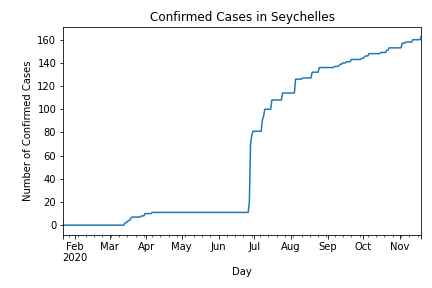 Confirmed Cases in Seychelles
Number of Confirmed Cases
160
140
120
100
80
60
40
20
0
Feb Mar Apr May Jun Jul Aug Sep Oct Nov
2020
Day